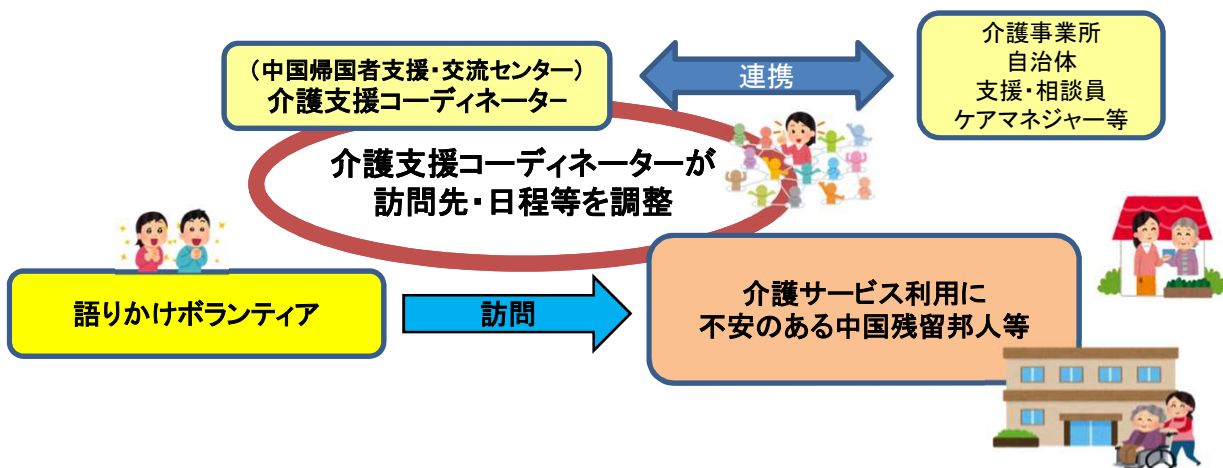 （中国帰国者支援・交流センター）
介護支援コーディネーター
連携
介護事業所
自治体
支援・相談員
ケアマネジャー等
介護支援コーディネーターが
訪問先・日程等を調整
語りかけボランティア
訪問
介護サービス利用に
不安のある中国残留邦人等